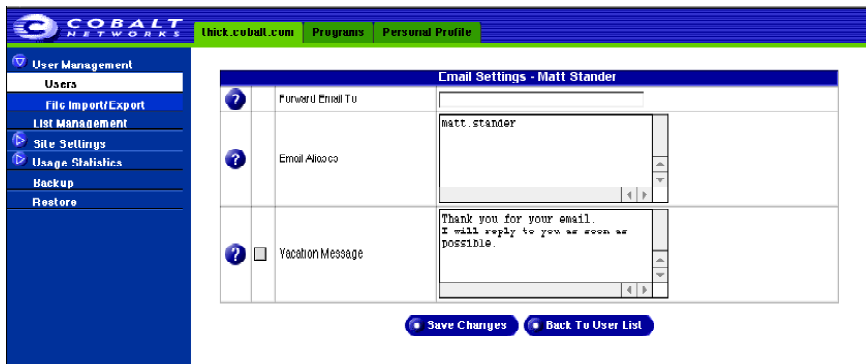 COBALT
NETWORKS
thick.cobalt.com
Programs
Personal Profile
User Management
Users
File Import/Export
List Management
Site Settings
Usage Statistics
Backup
Restore
Email Settings - Matt Stander
Forward Email To
Email Aliases
matt.stander
Vacation Message
Thank you for your email.
I will reply to you as soon as
possible.
Save Changes
Back To User List